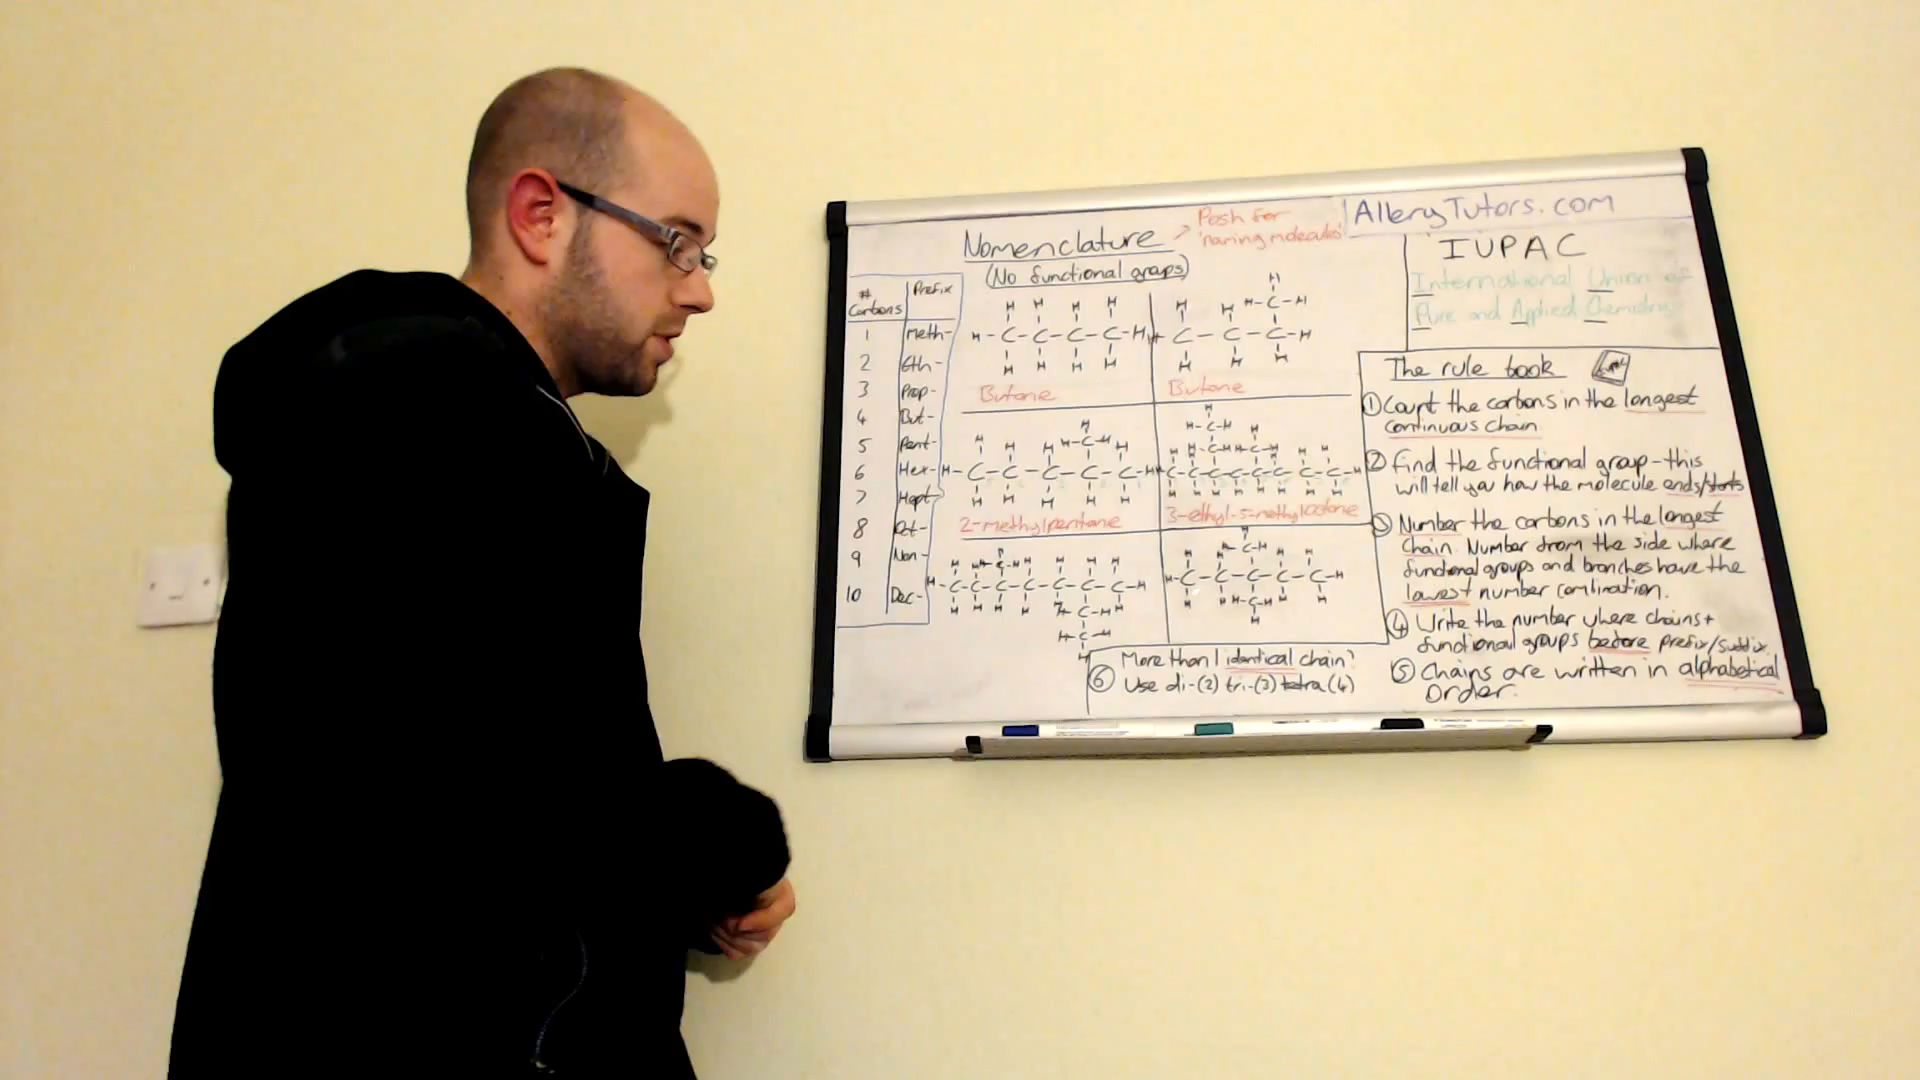 Nomenclature
(No functional groups)
Posh for
'naming molecules'
AlleryTutors.com
IUPAC
International Union of
Pure and Applied Chemistry
# Carbons
Prefix
1 Meth-
2 Eth-
3 Prop-
4 But-
5 Pent-
6 Hex-
7 Hept-
8 Oct-
9 Non-
10 Dec-
Butane
Butane
2-methylpentane
3-ethyl-5-methyloctane
The rule book
① Count the carbons in the longest
continuous chain
② Find the functional group - this
will tell you how the molecule ends/starts
③ Number the carbons in the longest
chain. Number from the side where
functional groups and branches have the
lowest number combination.
④ Write the number where chains +
functional groups before prefix/suffix.
⑤ Chains are written in alphabetical
order.
⑥ More than 1 identical chain?
Use di-(2) tri-(3) tetra (4)